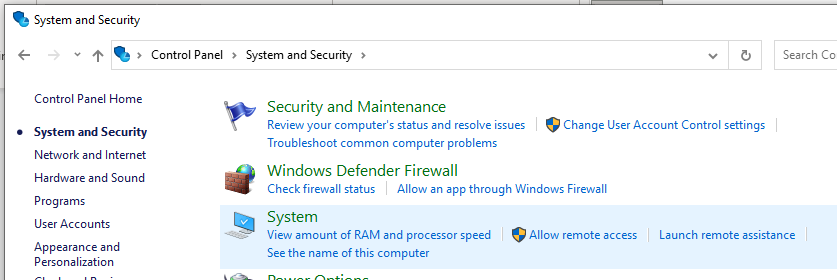 System and Security
Control Panel
System and Security
Search Co
Control Panel Home
System and Security
Network and Internet
Hardware and Sound
Programs
User Accounts
Appearance and
Personalization
Security and Maintenance
Review your computer's status and resolve issues
Change User Account Control settings
Troubleshoot common computer problems
Windows Defender Firewall
Check firewall status
Allow an app through Windows Firewall
System
View amount of RAM and processor speed
Allow remote access
Launch remote assistance
See the name of this computer
Power Options